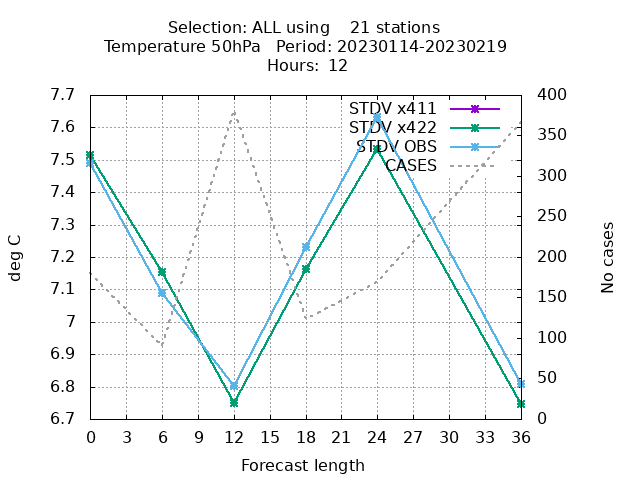 Selection: ALL using    21 stations
Temperature 50hPa   Period: 20230114-20230219
Hours:  12
STDV x411
STDV x422
STDV OBS
CASES
7.7
7.6
7.5
7.4
7.3
7.2
7.1
7
6.9
6.8
6.7
deg C
400
350
300
250
200
150
100
50
0
No cases
0 3 6 9 12 15 18 21 24 27 30 33 36
Forecast length